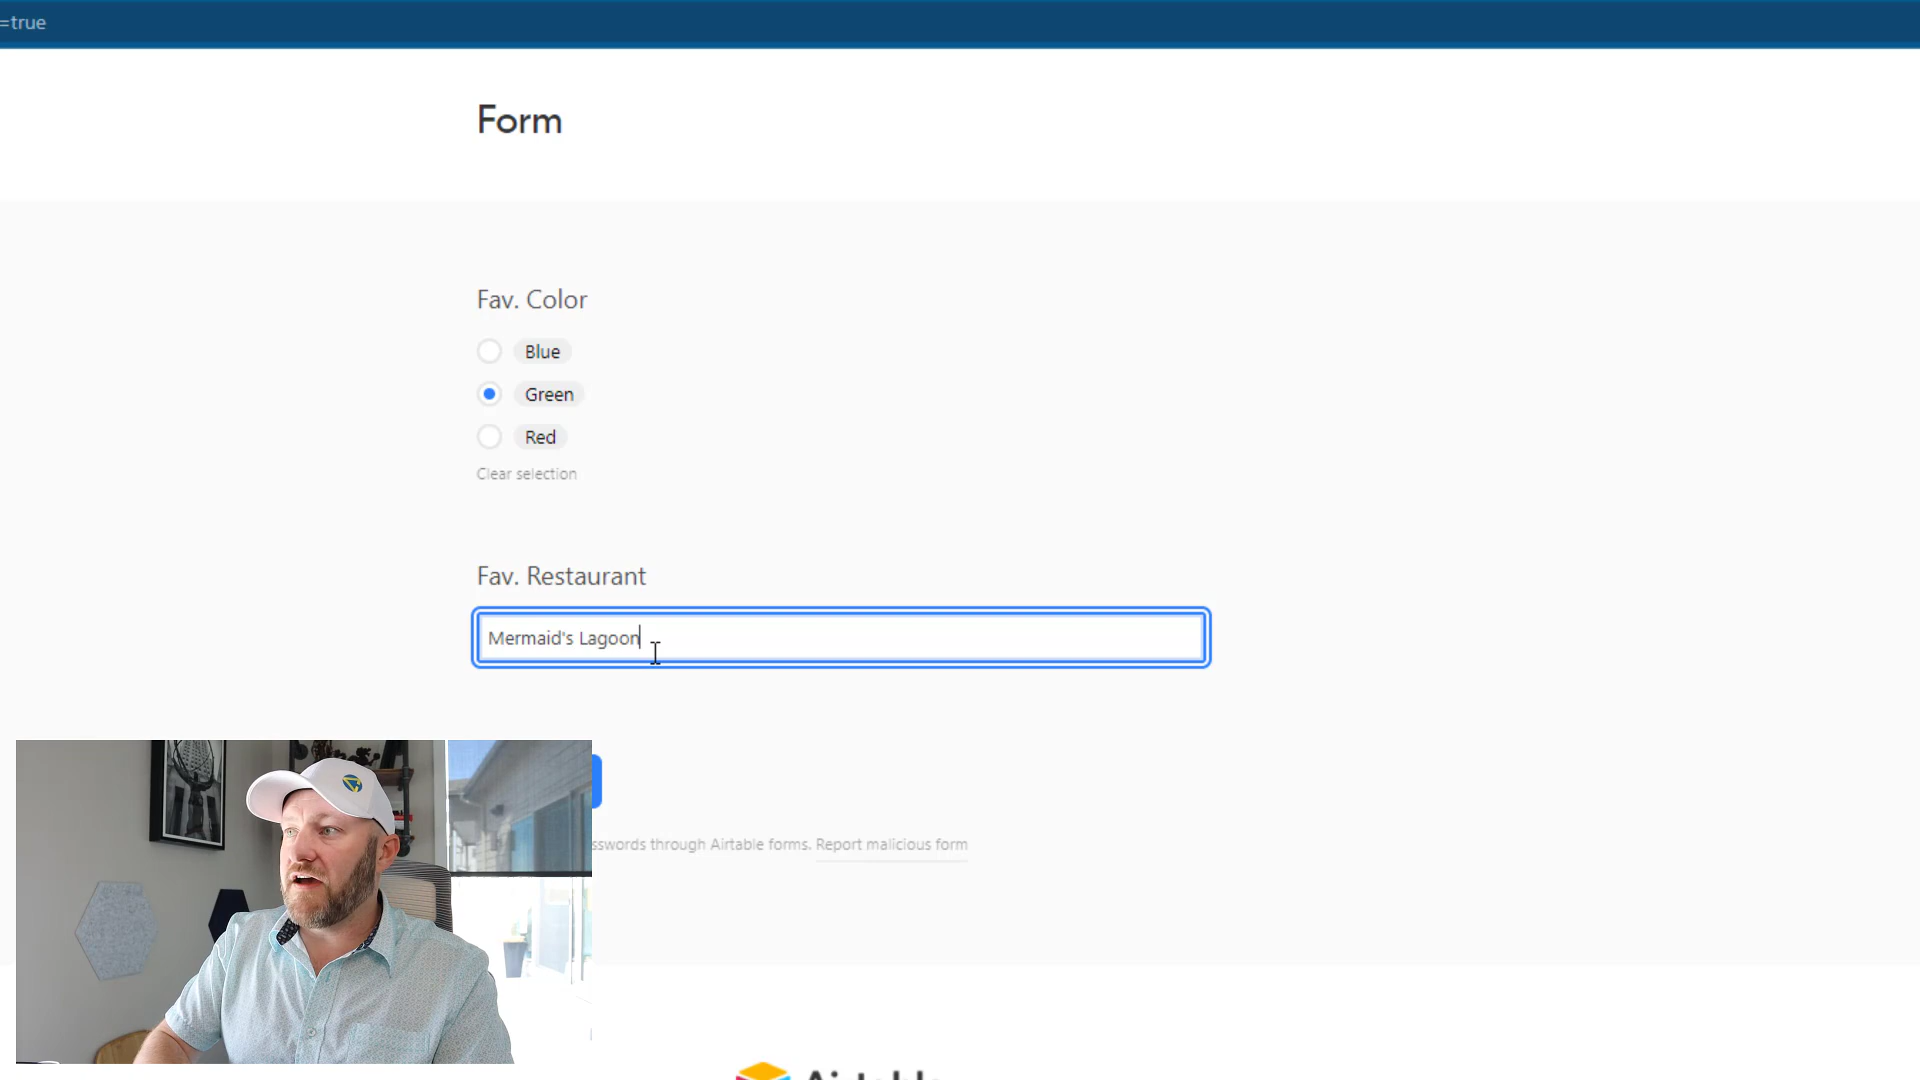 =true
Form
Fav. Color
Blue
Green
Red
Clear selection
Fav. Restaurant
Mermaid's Lagoon
through Airtable forms. Report malicious form
Airtable